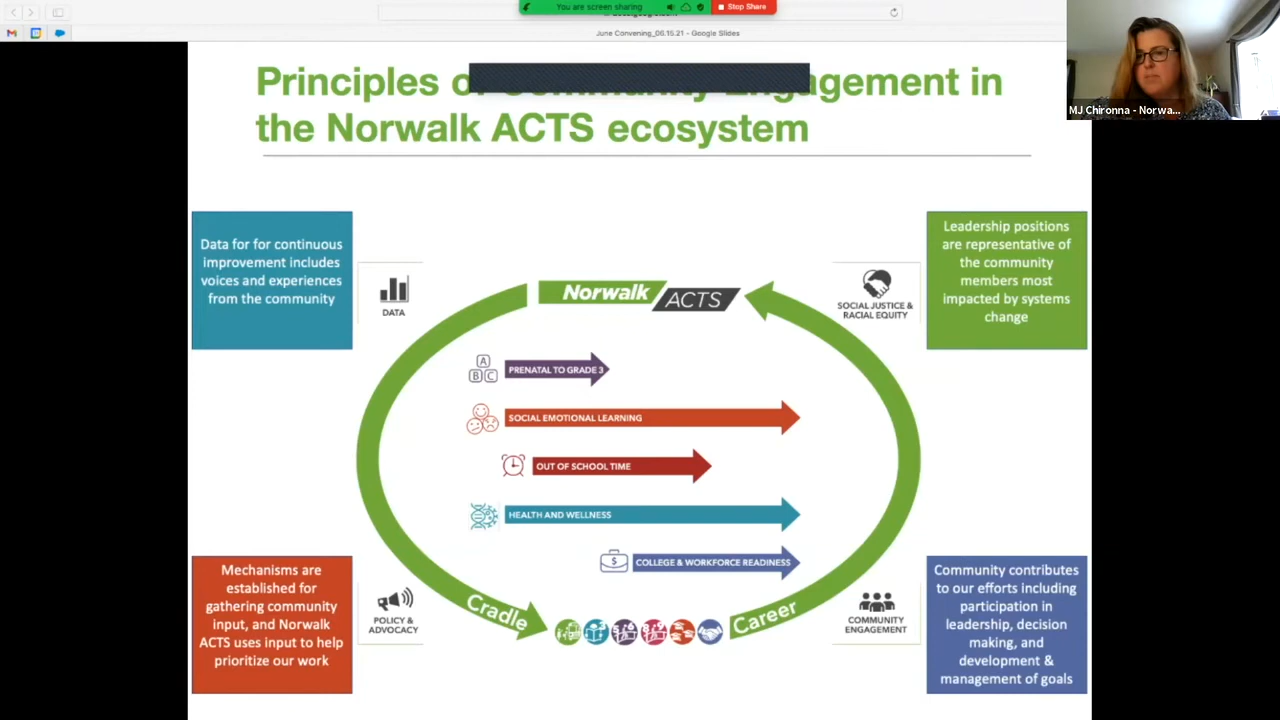 You are screen sharing
Stop Share
June Convening_06.15.21 - Google Slides
MJ Chironna - Norwa...
Principles of Community Engagement in
the Norwalk ACTS ecosystem
Data for for continuous
improvement includes
voices and experiences
from the community
DATA
Norwalk ACTS
SOCIAL JUSTICE &
RACIAL EQUITY
Leadership positions
are representative of
the community
members most
impacted by systems
change
A
B C
PRENATAL TO GRADE 3
SOCIAL EMOTIONAL LEARNING
OUT OF SCHOOL TIME
HEALTH AND WELLNESS
$
COLLEGE & WORKFORCE READINESS
Mechanisms are
established for
gathering community
input, and Norwalk
ACTS uses input to help
prioritize our work
POLICY &
ADVOCACY
Cradle
Career
COMMUNITY
ENGAGEMENT
Community contributes
to our efforts including
participation in
leadership, decision
making, and
development &
management of goals